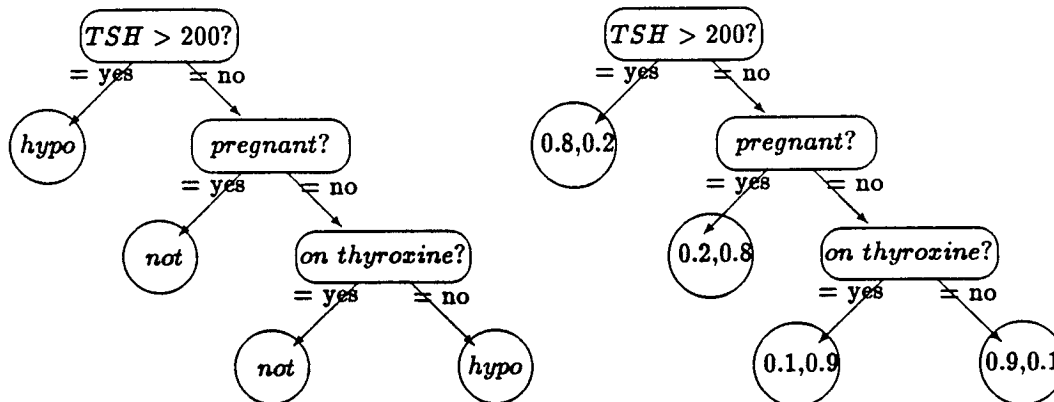 TSH > 200?
= yes
= no
hypo
pregnant?
= yes
= no
not
on thyroxine?
= yes
= no
not
hypo
TSH > 200?
= yes
= no
0.8,0.2
pregnant?
= yes
= no
0.2,0.8
on thyroxine?
= yes
= no
0.1,0.9
0.9,0.1